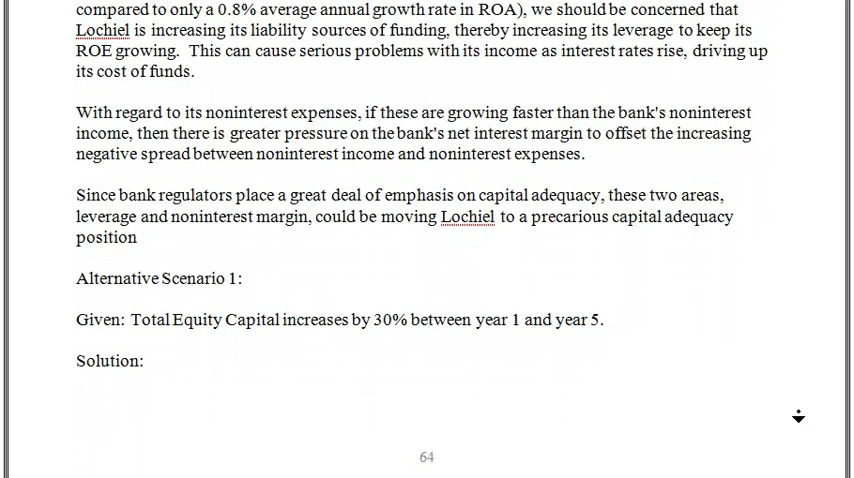 compared to only a 0.8% average annual growth rate in ROA), we should be concerned that
Lochiel is increasing its liability sources of funding, thereby increasing its leverage to keep its
ROE growing.  This can cause serious problems with its income as interest rates rise, driving up
its cost of funds.
With regard to its noninterest expenses, if these are growing faster than the bank's noninterest
income, then there is greater pressure on the bank's net interest margin to offset the increasing
negative spread between noninterest income and noninterest expenses.
Since bank regulators place a great deal of emphasis on capital adequacy, these two areas,
leverage and noninterest margin, could be moving Lochiel to a precarious capital adequacy
position
Alternative Scenario 1:
Given:  Total Equity Capital increases by 30% between year 1 and year 5.
Solution:
64